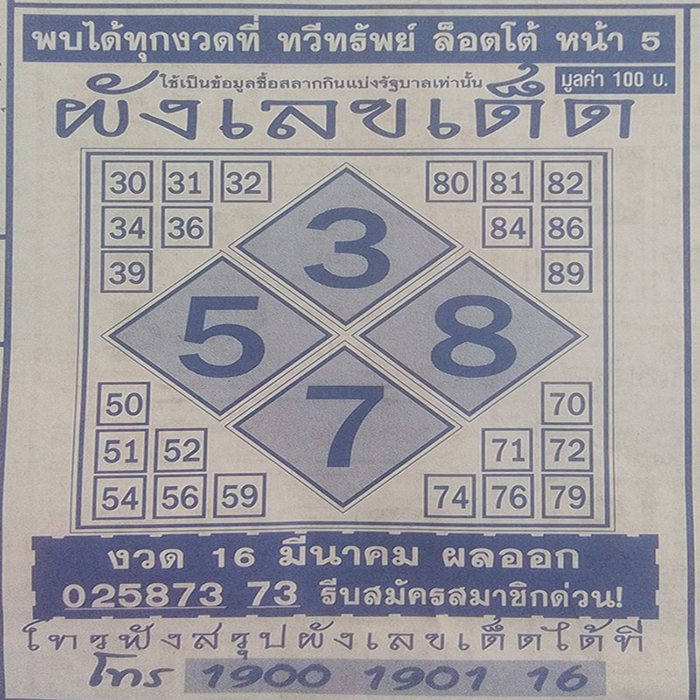 พบได้ทุกงวดที่ ทวีทรัพย์ ล็อตโต้ หน้า 5
ใช้เป็นข้อมูลซื้อสลากกินแบ่งรัฐบาลเท่านั้น
มูลค่า 100 บ.
ผังเลขเด็ด
30 31 32 80 81 82
34 36 84 86
39 89
3
5 8
7
50 70
51 52 71 72
54 56 59 74 76 79
งวด 16 มีนาคม ผลออก
025873 73 รีบสมัครสมาชิกด่วน!
โทรฟังสรุปผังเลขเด็ดได้ที่
โทร 1900 1901 16